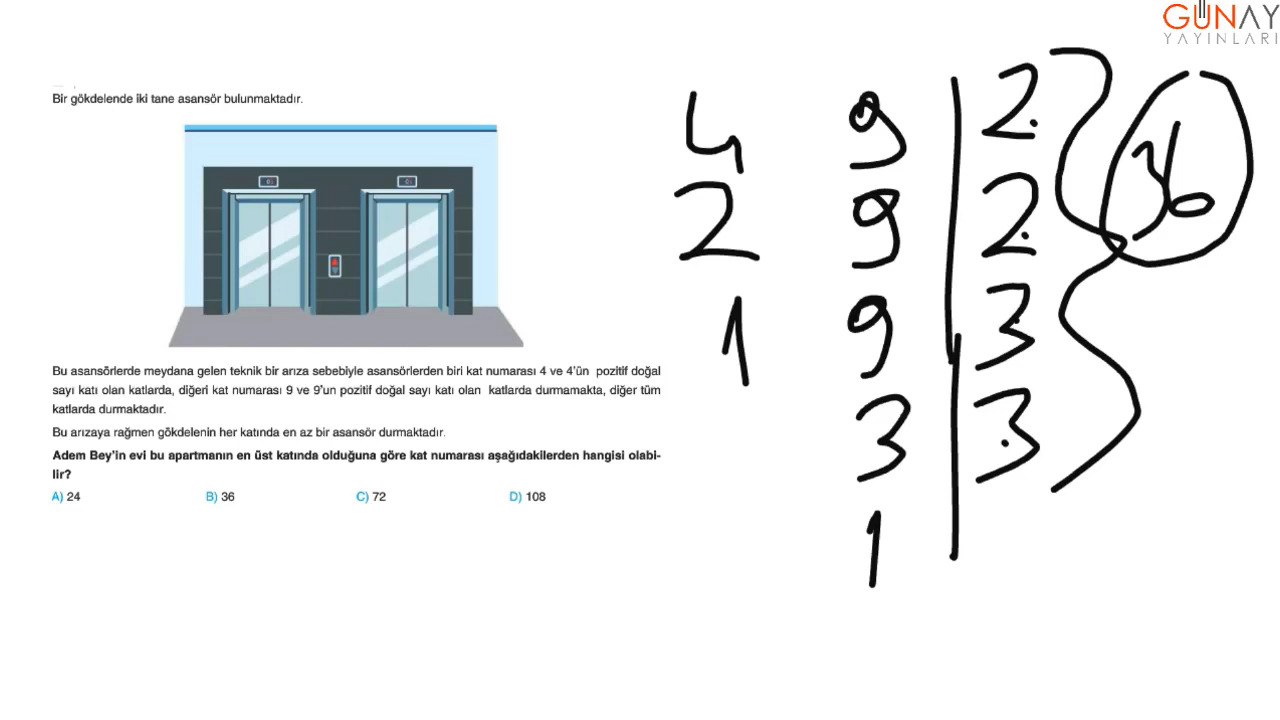 GÜNAY
YAYINLARI
Bir gökdelende iki tane asansör bulunmaktadır.
Bu asansörlerde meydana gelen teknik bir arıza sebebiyle asansörlerden biri kat numarası 4 ve 4'ün pozitif doğal
sayı katı olan katlarda, diğeri kat numarası 9 ve 9'un pozitif doğal sayı katı olan katlarda durmamakta, diğer tüm
katlarda durmaktadır.
Bu arızaya rağmen gökdelenin her katında en az bir asansör durmaktadır.
Adem Bey'in evi bu apartmanın en üst katında olduğuna göre kat numarası aşağıdakilerden hangisi olabi-
lir?
A) 24 B) 36 C) 72 D) 108
4 9 2
2 9 2
1 9 3
3 3
1
36